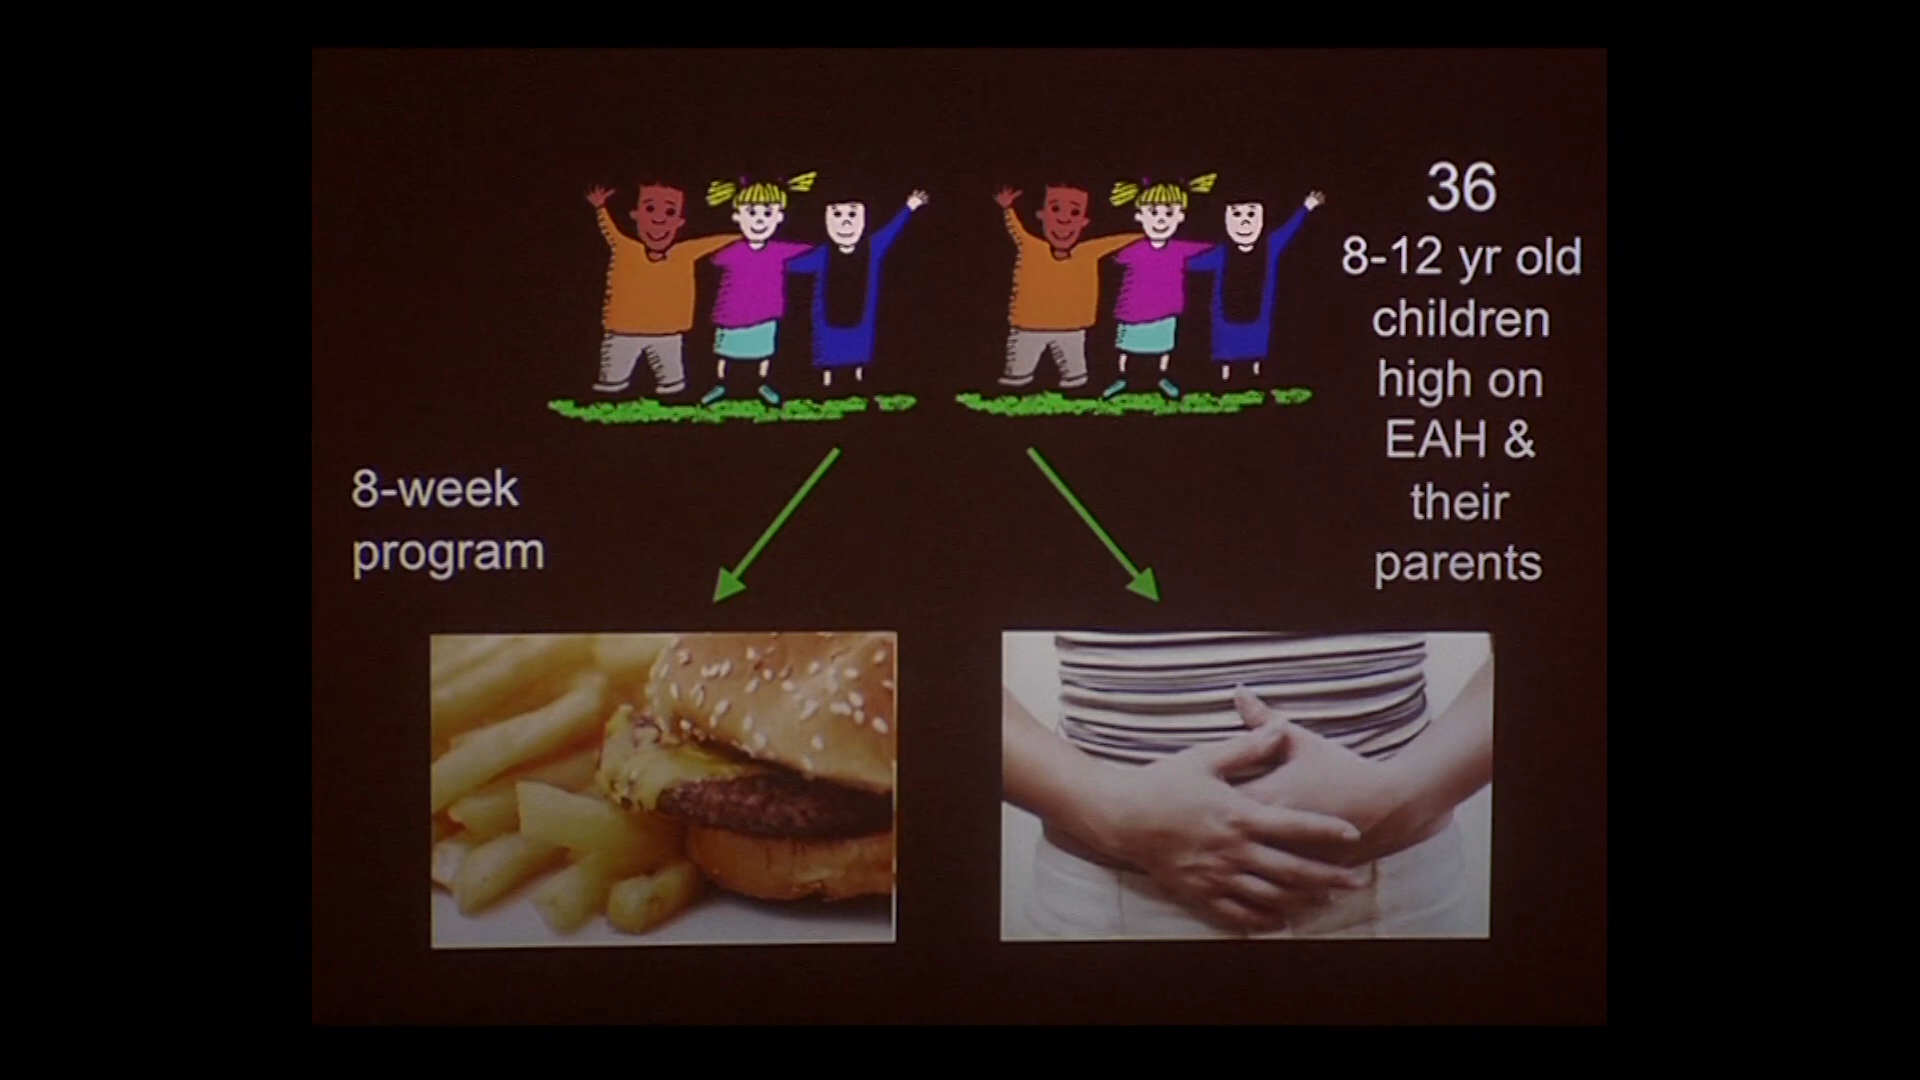 36
8-12 yr old
children
high on
EAH &
their
parents
8-week
program